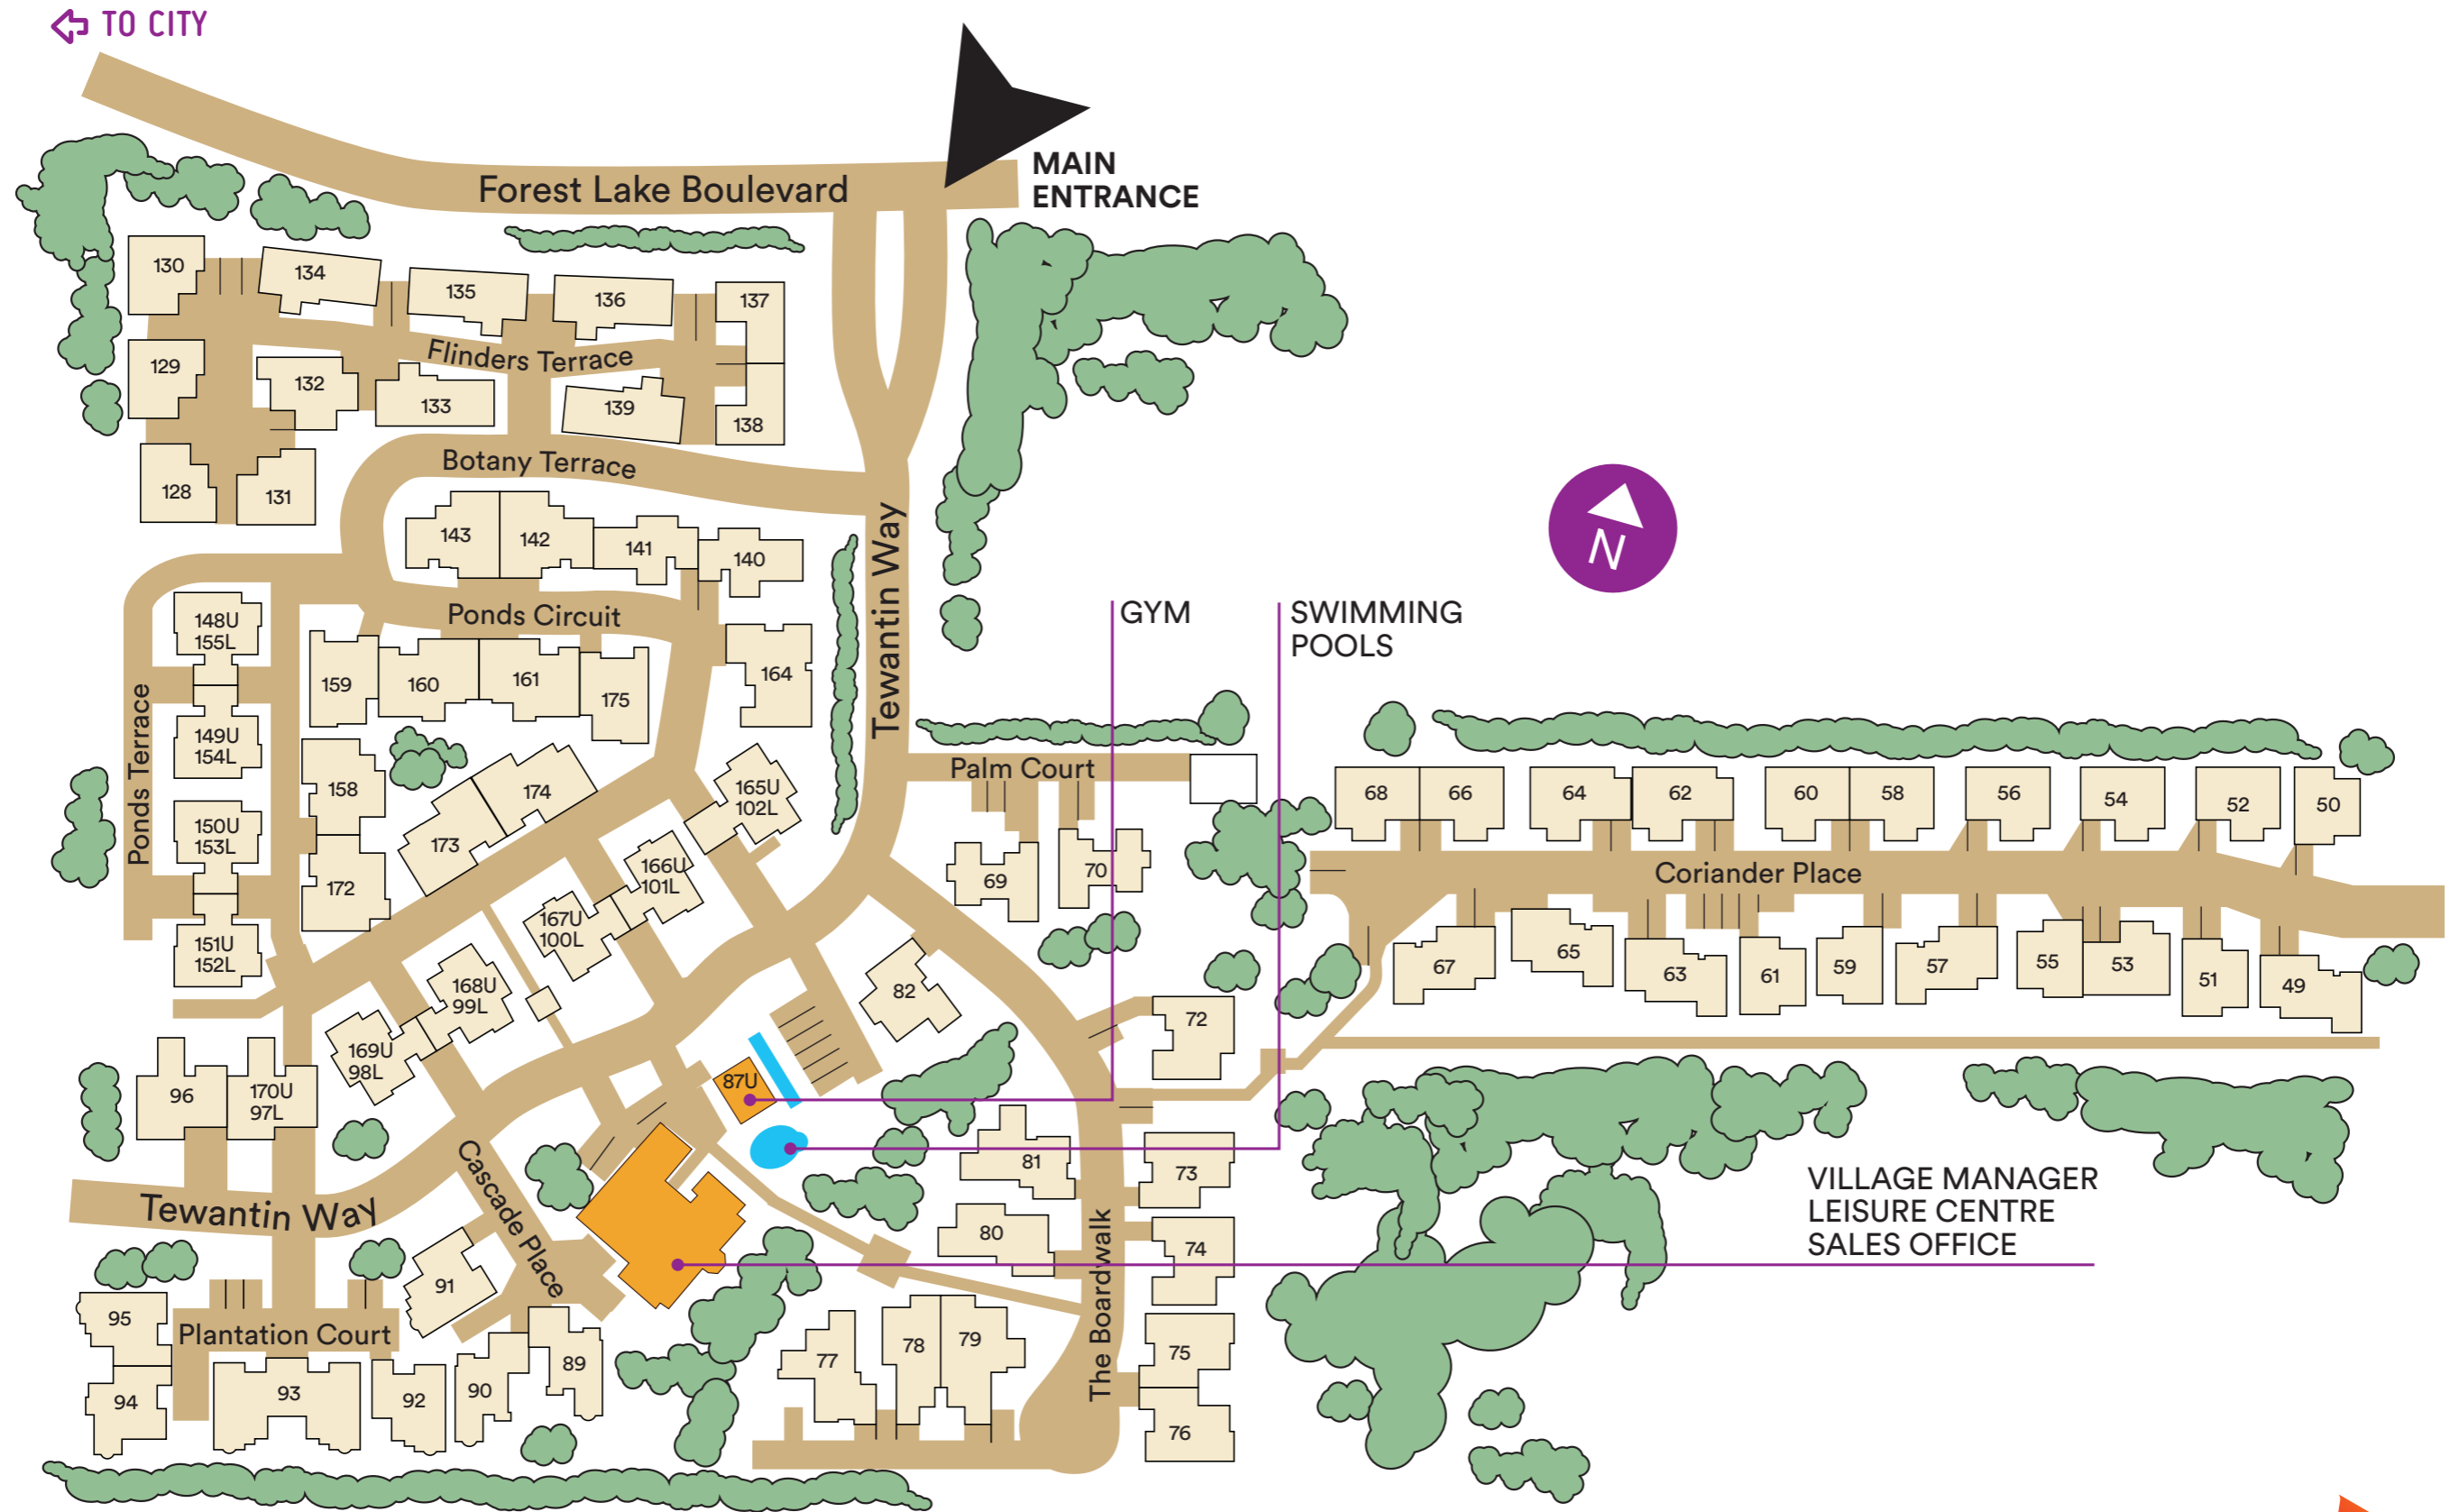 TO CITY
MAIN
ENTRANCE
Forest Lake Boulevard
130
134
135
136
137
129
132
133
Flinders Terrace
139
138
128
131
Botany Terrace
143
142
141
140
Tewantin Way
N
GYM
SWIMMING
POOLS
148U
155L
Ponds Circuit
159
160
161
175
164
149U
154L
Ponds Terrace
158
174
165U
102L
Palm Court
68
66
64
62
60
58
56
54
52
50
150U
153L
173
172
166U
101L
69
70
Coriander Place
167U
100L
151U
152L
82
67
65
63
61
59
57
55
53
51
49
168U
99L
169U
98L
72
96
170U
97L
87U
81
73
Cascade Place
Tewantin Way
80
74
The Boardwalk
VILLAGE MANAGER
LEISURE CENTRE
SALES OFFICE
91
95
Plantation Court
94
93
92
90
89
77
78
79
75
76